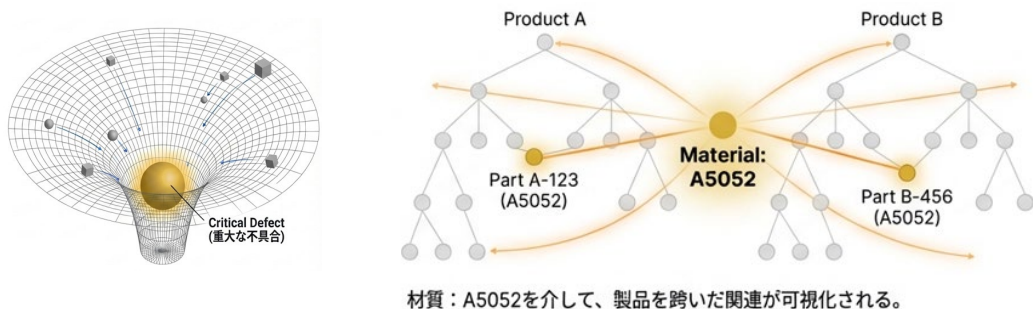 Critical Defect
(重大な不具合)
Product A
Product B
Material:
A5052
Part A-123
(A5052)
Part B-456
(A5052)
材質：A5052を介して、製品を跨いだ関連が可視化される。